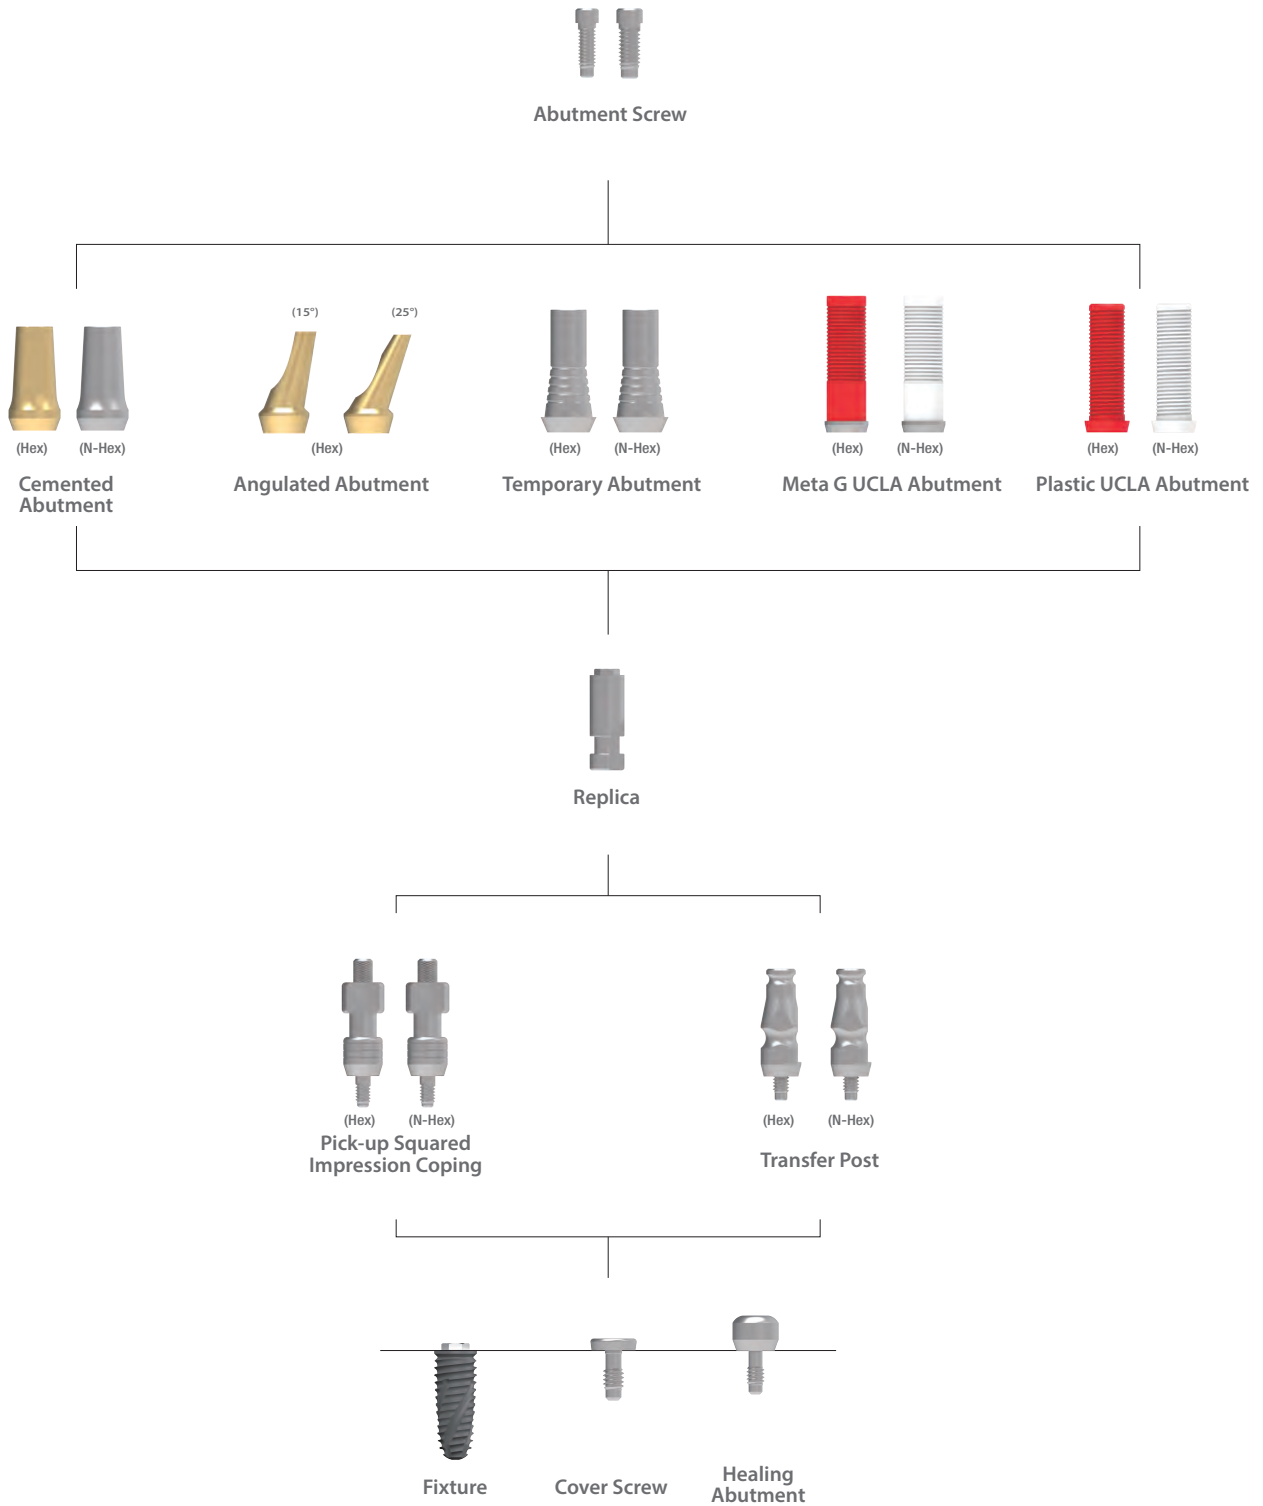 Abutment Screw
(15°) (25°)
(Hex) (N-Hex) (Hex) (Hex) (N-Hex) (Hex) (N-Hex) (Hex) (N-Hex)
Cemented
Abutment
Angulated Abutment
Temporary Abutment
Meta G UCLA Abutment
Plastic UCLA Abutment
Replica
(Hex) (N-Hex)
Pick-up Squared
Impression Coping
(Hex) (N-Hex)
Transfer Post
Fixture
Cover Screw
Healing
Abutment